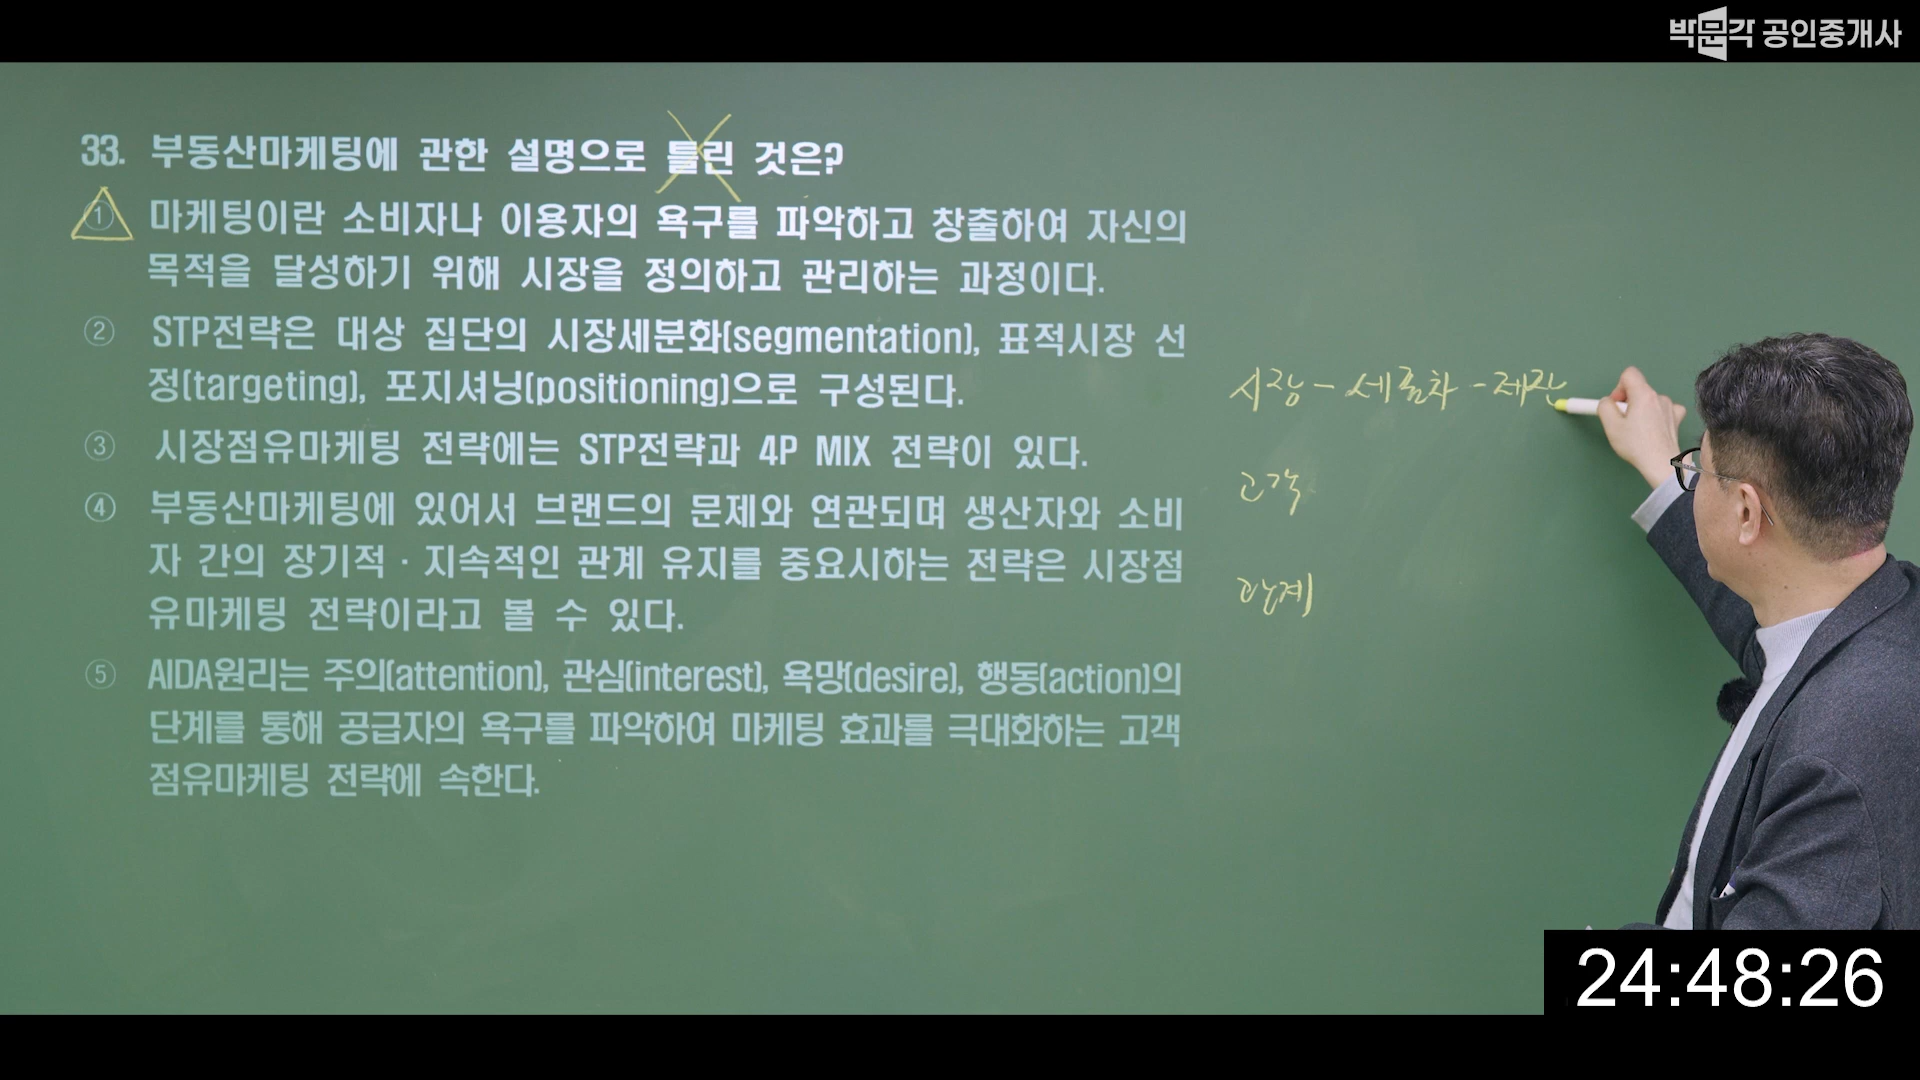 박문각 공인중개사
33. 부동산마케팅에 관한 설명으로 틀린 것은?
① 마케팅이란 소비자나 이용자의 욕구를 파악하고 창출하여 자신의
목적을 달성하기 위해 시장을 정의하고 관리하는 과정이다.
② STP전략은 대상 집단의 시장세분화(segmentation), 표적시장 선
정(targeting), 포지셔닝(positioning)으로 구성된다.
③ 시장점유마케팅 전략에는 STP전략과 4P MIX 전략이 있다.
④ 부동산마케팅에 있어서 브랜드의 문제와 연관되며 생산자와 소비
자 간의 장기적·지속적인 관계 유지를 중요시하는 전략은 시장점
유마케팅 전략이라고 볼 수 있다.
⑤ AIDA원리는 주의(attention), 관심(interest), 욕망(desire), 행동(action)의
단계를 통해 공급자의 욕구를 파악하여 마케팅 효과를 극대화하는 고객
점유마케팅 전략에 속한다.
시장 -
고객
관계
24:48:26